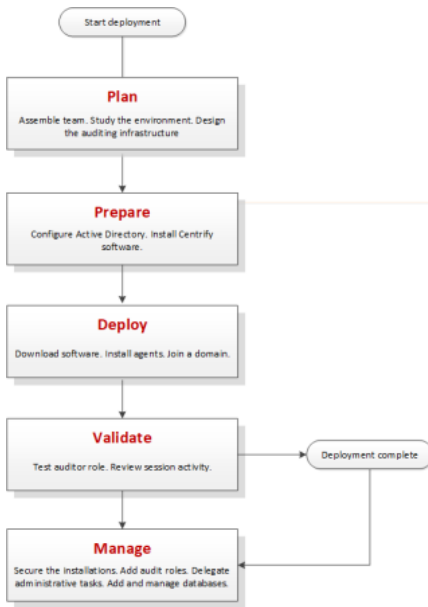 Start deployment
Plan
Assemble team. Study the environment. Design
the auditing infrastructure
Prepare
Configure Active Directory. Install Centrify
software.
Deploy
Download software. Install agents. Join a domain.
Validate
Test auditor role. Review session activity.
Deployment complete
Manage
Secure the installations. Add audit roles. Delegate
administrative tasks. Add and manage databases.